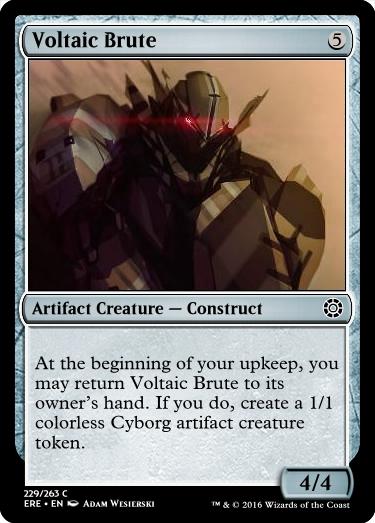 Voltaic Brute 5
Artifact Creature — Construct
At the beginning of your upkeep, you
may return Voltaic Brute to its
owner's hand. If you do, create a 1/1
colorless Cyborg artifact creature
token.
4/4
229/263 C
ERE • EN Adam Wesierski
™ & © 2016 Wizards of the Coast